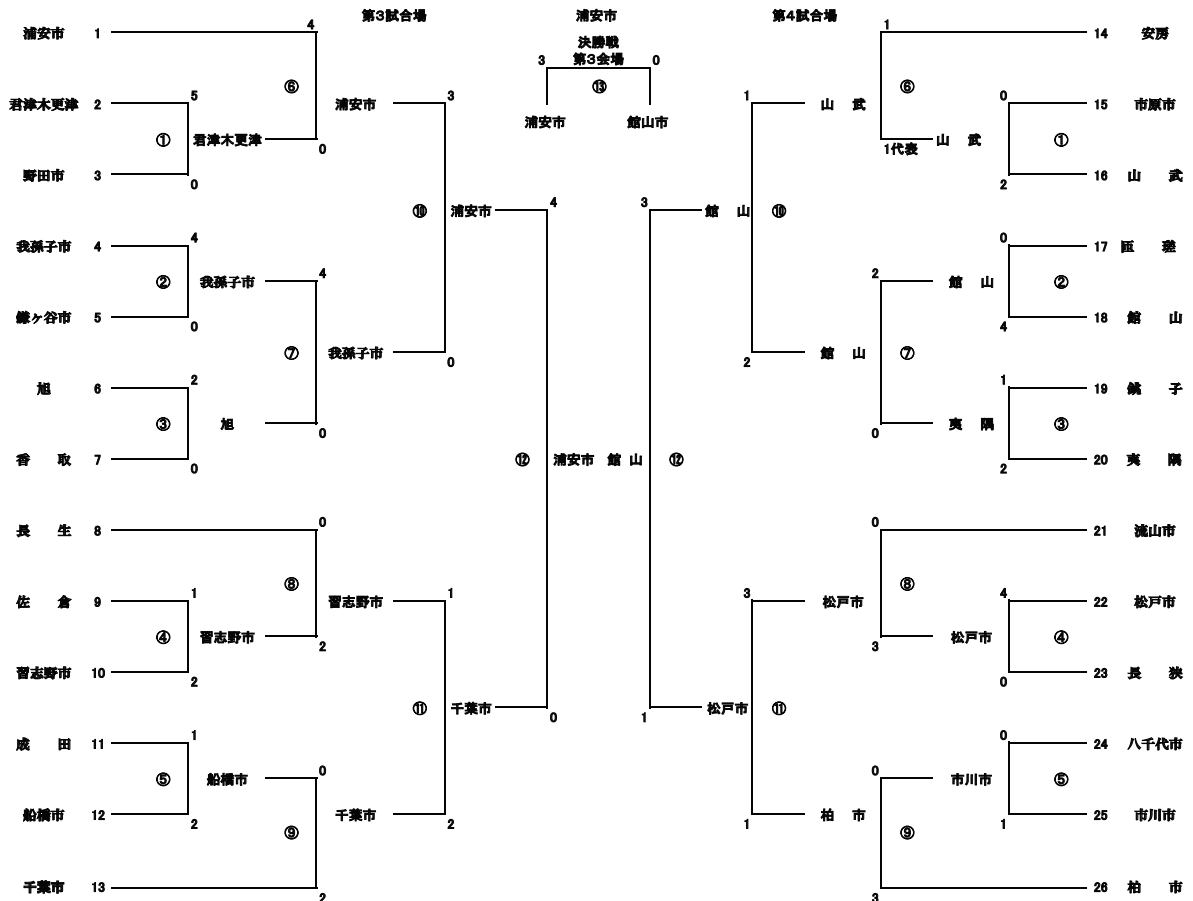 第3試合場 浦安市 第4試合場
浦安市 1 4 決勝戦 1 14 安房
3 第3会場 0
⑥ ⑬ ⑥
君津木更津 2 5 浦安市 3 浦安市 館山市 1 山 武 0 15 市原市
① 君津木更津 0 1代表 山 武 ①
野田市 3 0 2 16 山 武
⑩ 浦安市 4 3 館 山 ⑩
我孫子市 4 4 0 17 匝 瑳
② 我孫子市 4 2 館 山 ②
鎌ヶ谷市 5 0 4 18 館 山
⑦ 我孫子市 0 2 館 山 ⑦
旭 6 2 1 19 銚 子
③ 旭 0 0 夷 隅 ③
香 取 7 0 2 20 夷 隅
⑫ 浦安市 館 山 ⑫
長 生 8 0 0 21 流山市
⑧ ⑧
佐 倉 9 1 習志野市 1 3 松戸市 4 22 松戸市
④ 習志野市 2 3 松戸市 ④
習志野市 10 2 0 23 長 狭
⑪ 千葉市 0 1 松戸市 ⑪
成 田 11 1 0 24 八千代市
⑤ 船橋市 0 0 市川市 ⑤
船橋市 12 2 千葉市 2 1 柏 市 1 25 市川市
⑨ ⑨
千葉市 13 2 3 26 柏 市